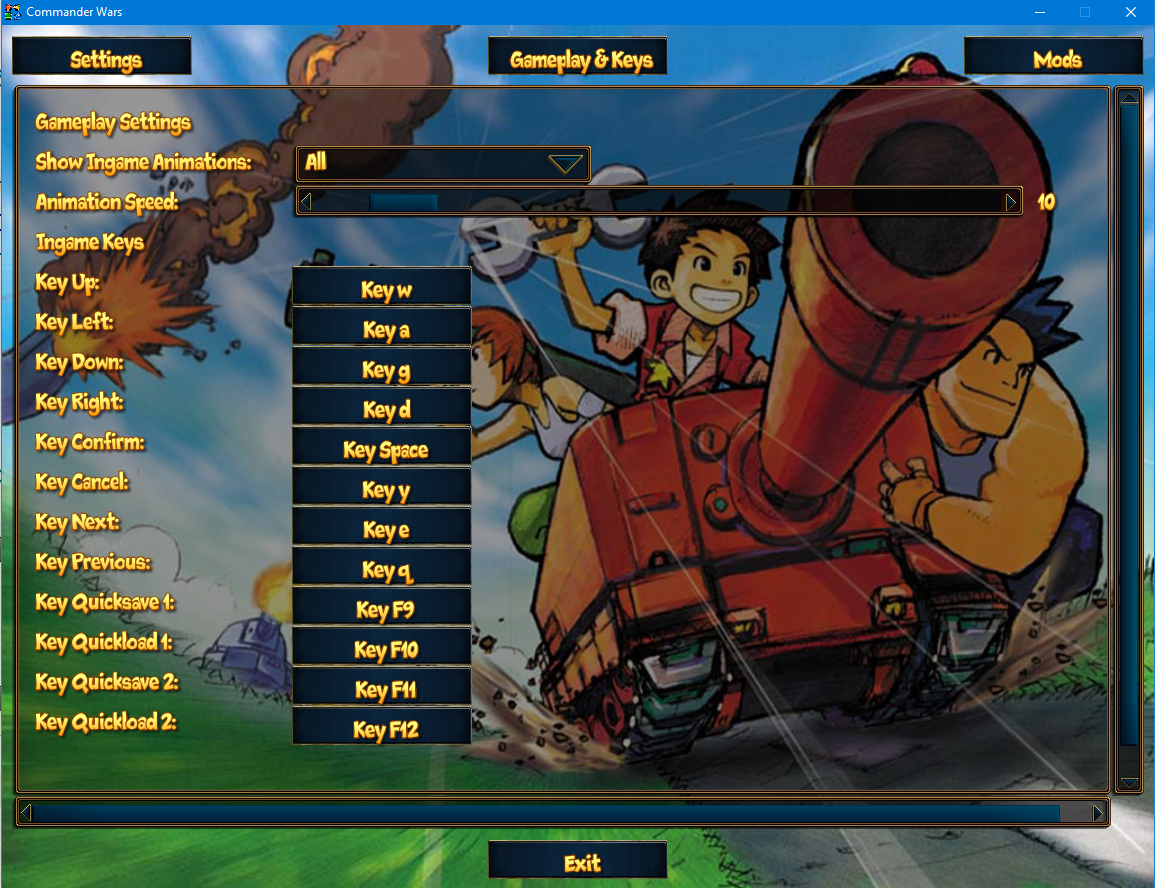 Commander Wars
Settings
Gameplay & Keys
Mods
Gameplay Settings
Show Ingame Animations: All
Animation Speed: 10
Ingame Keys
Key Up: Key w
Key Left: Key a
Key Down: Key g
Key Right: Key d
Key Confirm: Key Space
Key Cancel: Key y
Key Next: Key e
Key Previous: Key q
Key Quicksave 1: Key F9
Key Quickload 1: Key F10
Key Quicksave 2: Key F11
Key Quickload 2: Key F12
Exit